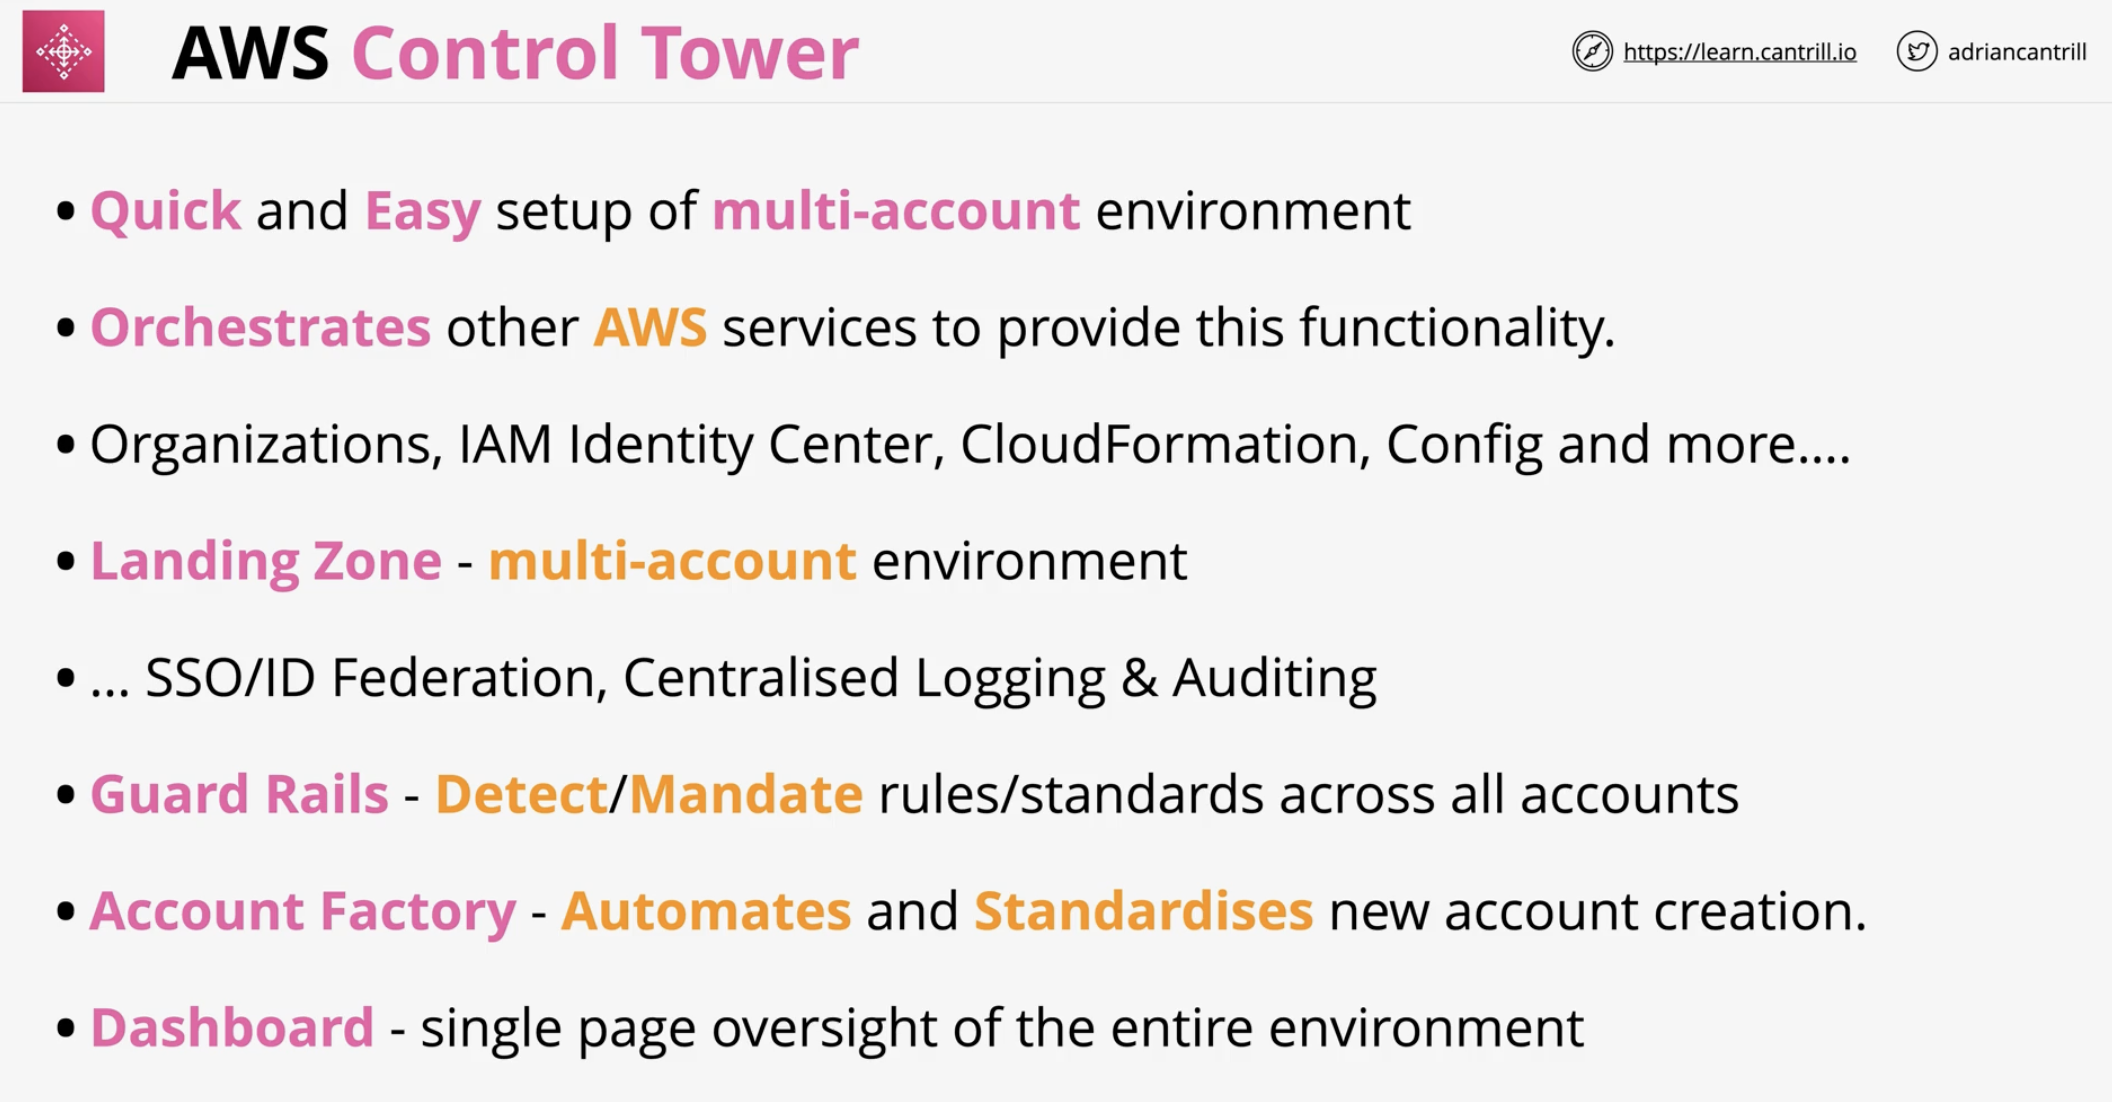 AWS Control Tower
https://learn.cantrill.io
adriancantrill
• Quick and Easy setup of multi-account environment
• Orchestrates other AWS services to provide this functionality.
• Organizations, IAM Identity Center, CloudFormation, Config and more....
• Landing Zone - multi-account environment
• ... SSO/ID Federation, Centralised Logging & Auditing
• Guard Rails - Detect/Mandate rules/standards across all accounts
• Account Factory - Automates and Standardises new account creation.
• Dashboard - single page oversight of the entire environment